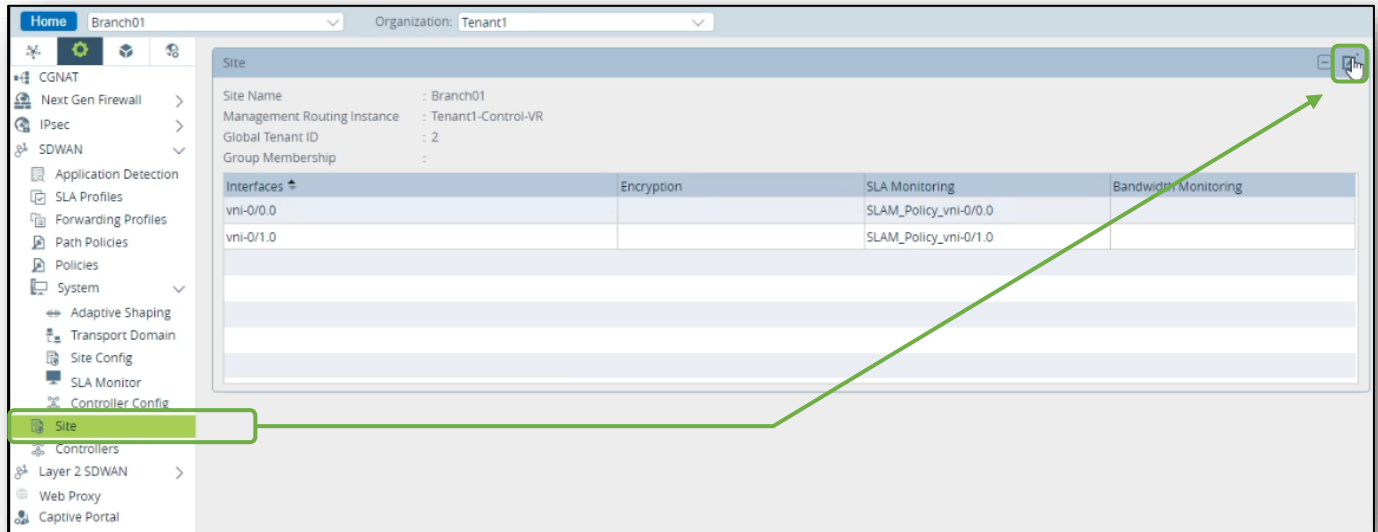 Home Branch01 Organization: Tenant1
CGNAT
Next Gen Firewall
IPsec
SDWAN
Application Detection
SLA Profiles
Forwarding Profiles
Path Policies
Policies
System
Adaptive Shaping
Transport Domain
Site Config
SLA Monitor
Controller Config
Site
Controllers
Layer 2 SDWAN
Web Proxy
Captive Portal
Site
Site Name : Branch01
Management Routing Instance : Tenant1-Control-VR
Global Tenant ID : 2
Group Membership :
Interfaces Encryption SLA Monitoring Bandwidth Monitoring
vni-0/0.0 SLAM_Policy_vni-0/0.0
vni-0/1.0 SLAM_Policy_vni-0/1.0